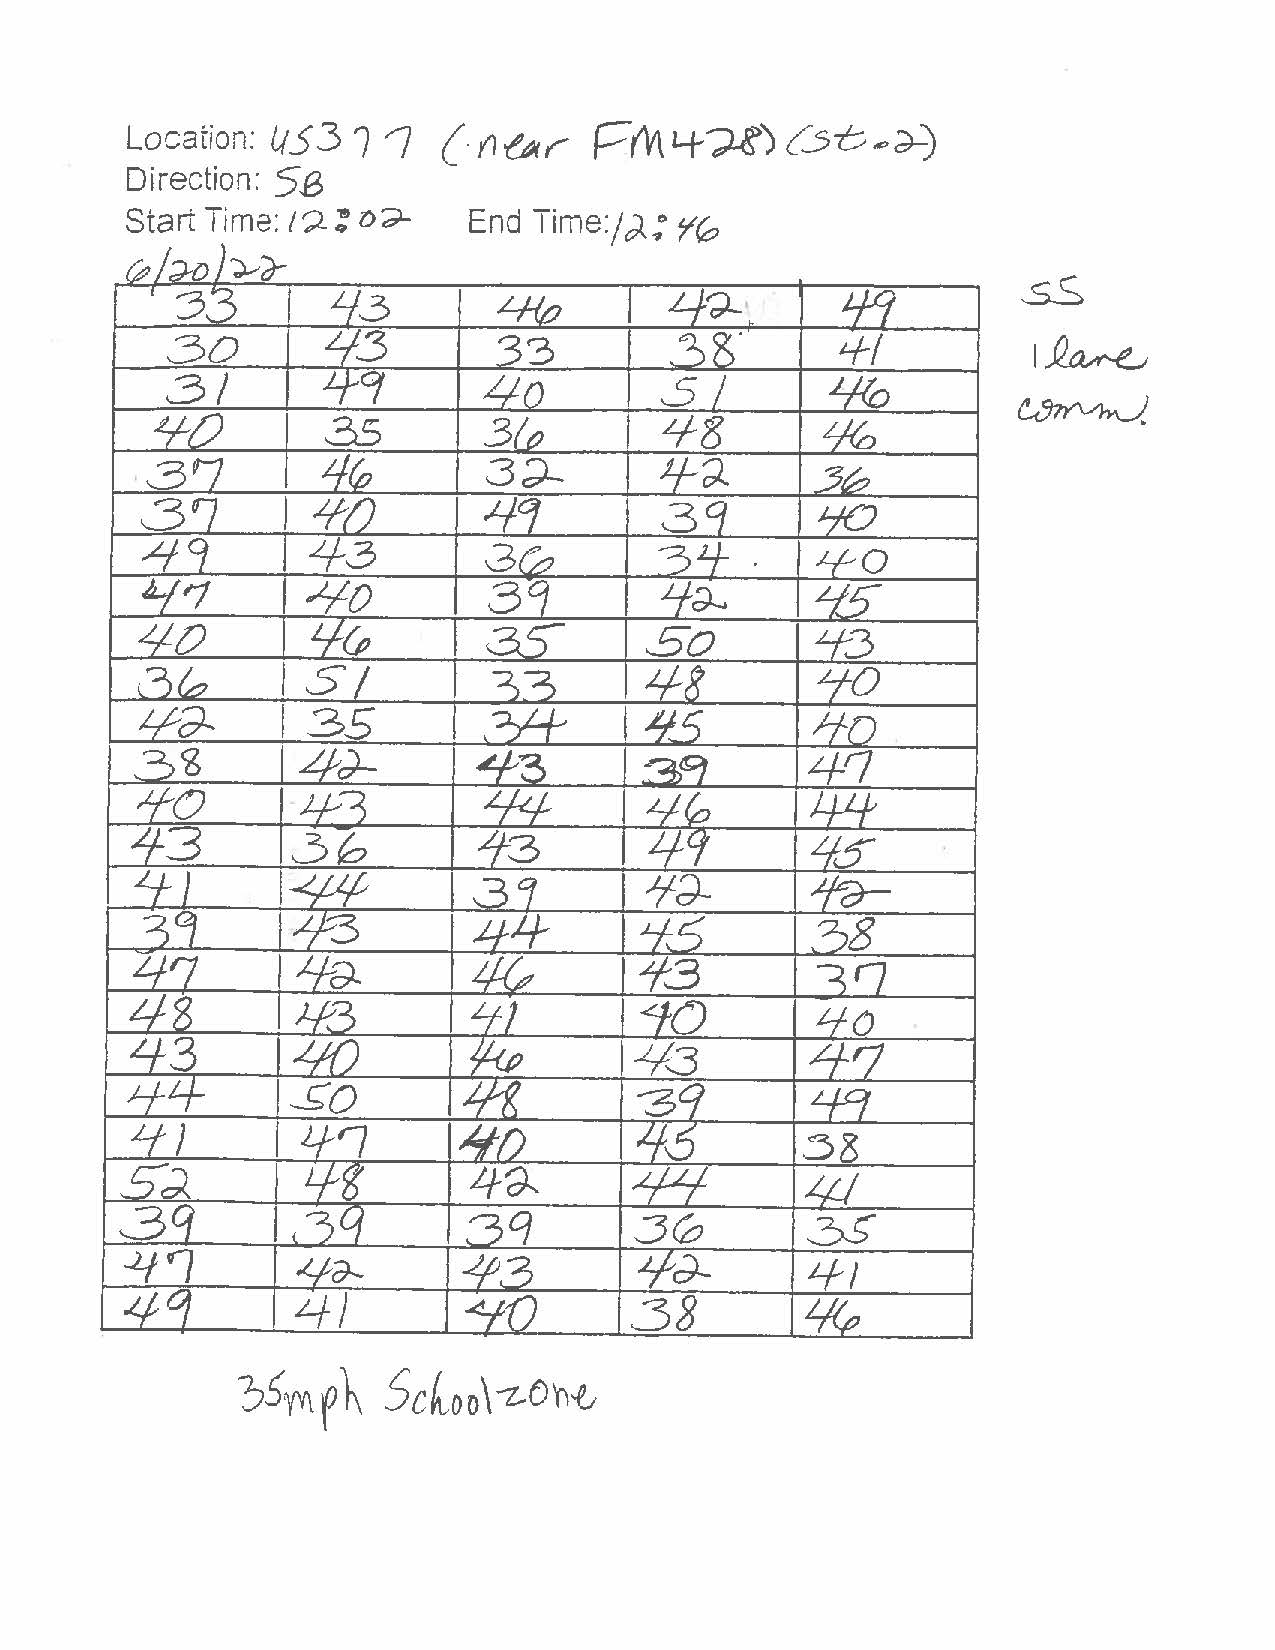 Location: US377 (near FM428) (st.2)
Direction: SB
Start Time: 12:02 End Time: 12:46
6/20/22
33 43 46 42 49 SS
30 43 33 38 41 1 lane
31 49 40 51 46 comm.
40 35 36 48 46
37 46 32 42 36
37 40 49 39 40
49 43 36 34 40
47 40 39 42 45
40 46 35 50 43
36 51 33 48 40
42 35 34 45 40
38 42 43 39 47
40 43 44 46 44
43 36 43 49 45
41 44 39 42 42
39 43 44 45 38
47 42 46 43 37
48 43 41 40 40
43 40 46 43 47
44 50 48 39 49
41 47 40 45 38
52 48 42 44 41
39 39 39 36 35
47 42 43 42 41
49 41 40 38 46
35mph School zone